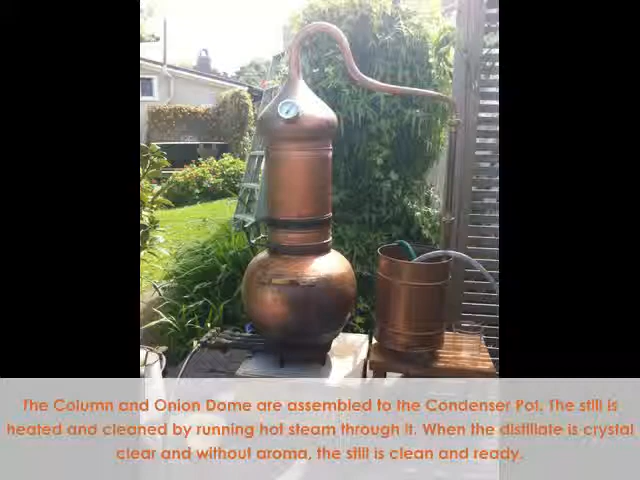 The Column and Onion Dome are assembled to the Condenser Pot. The still is
heated and cleaned by running hot steam through it. When the distillate is crystal
clear and without aroma, the still is clean and ready.